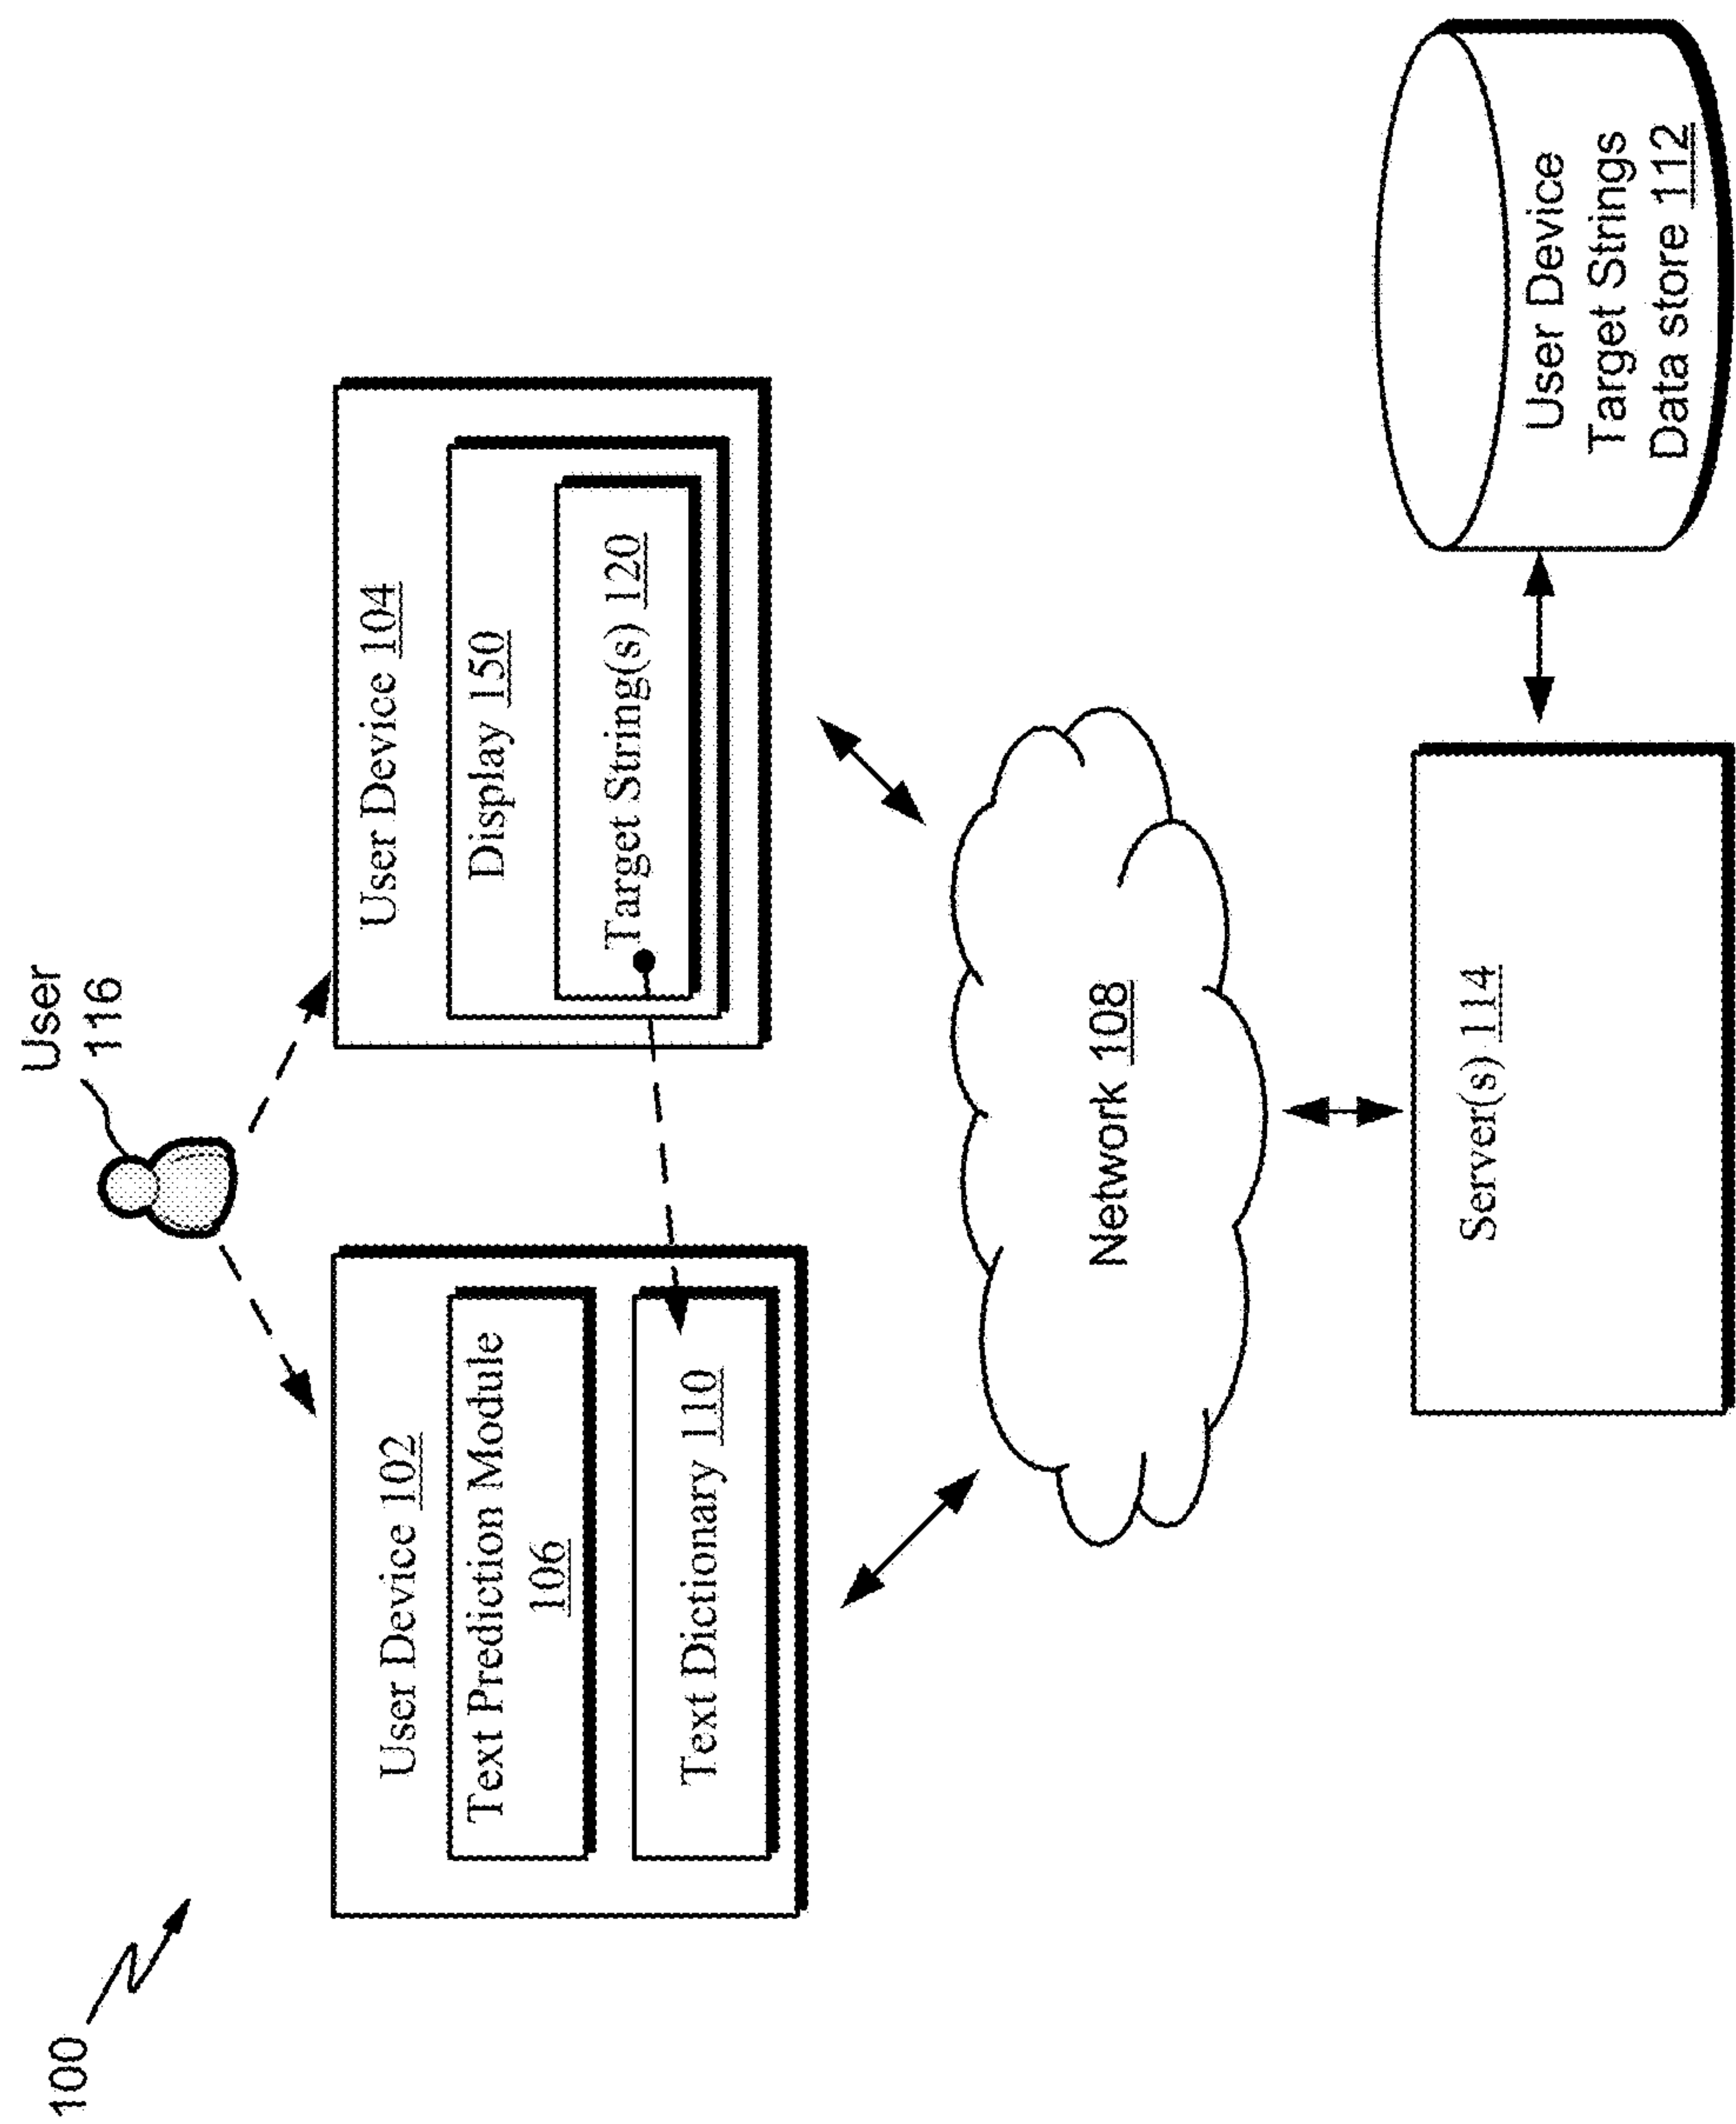 100
User
116
User Device 102
Text Prediction Module
106
Text Dictionary 110
User Device 104
Display 150
Target String(s) 120
Network 108
Server(s) 114
User Device
Target Strings
Data store 112